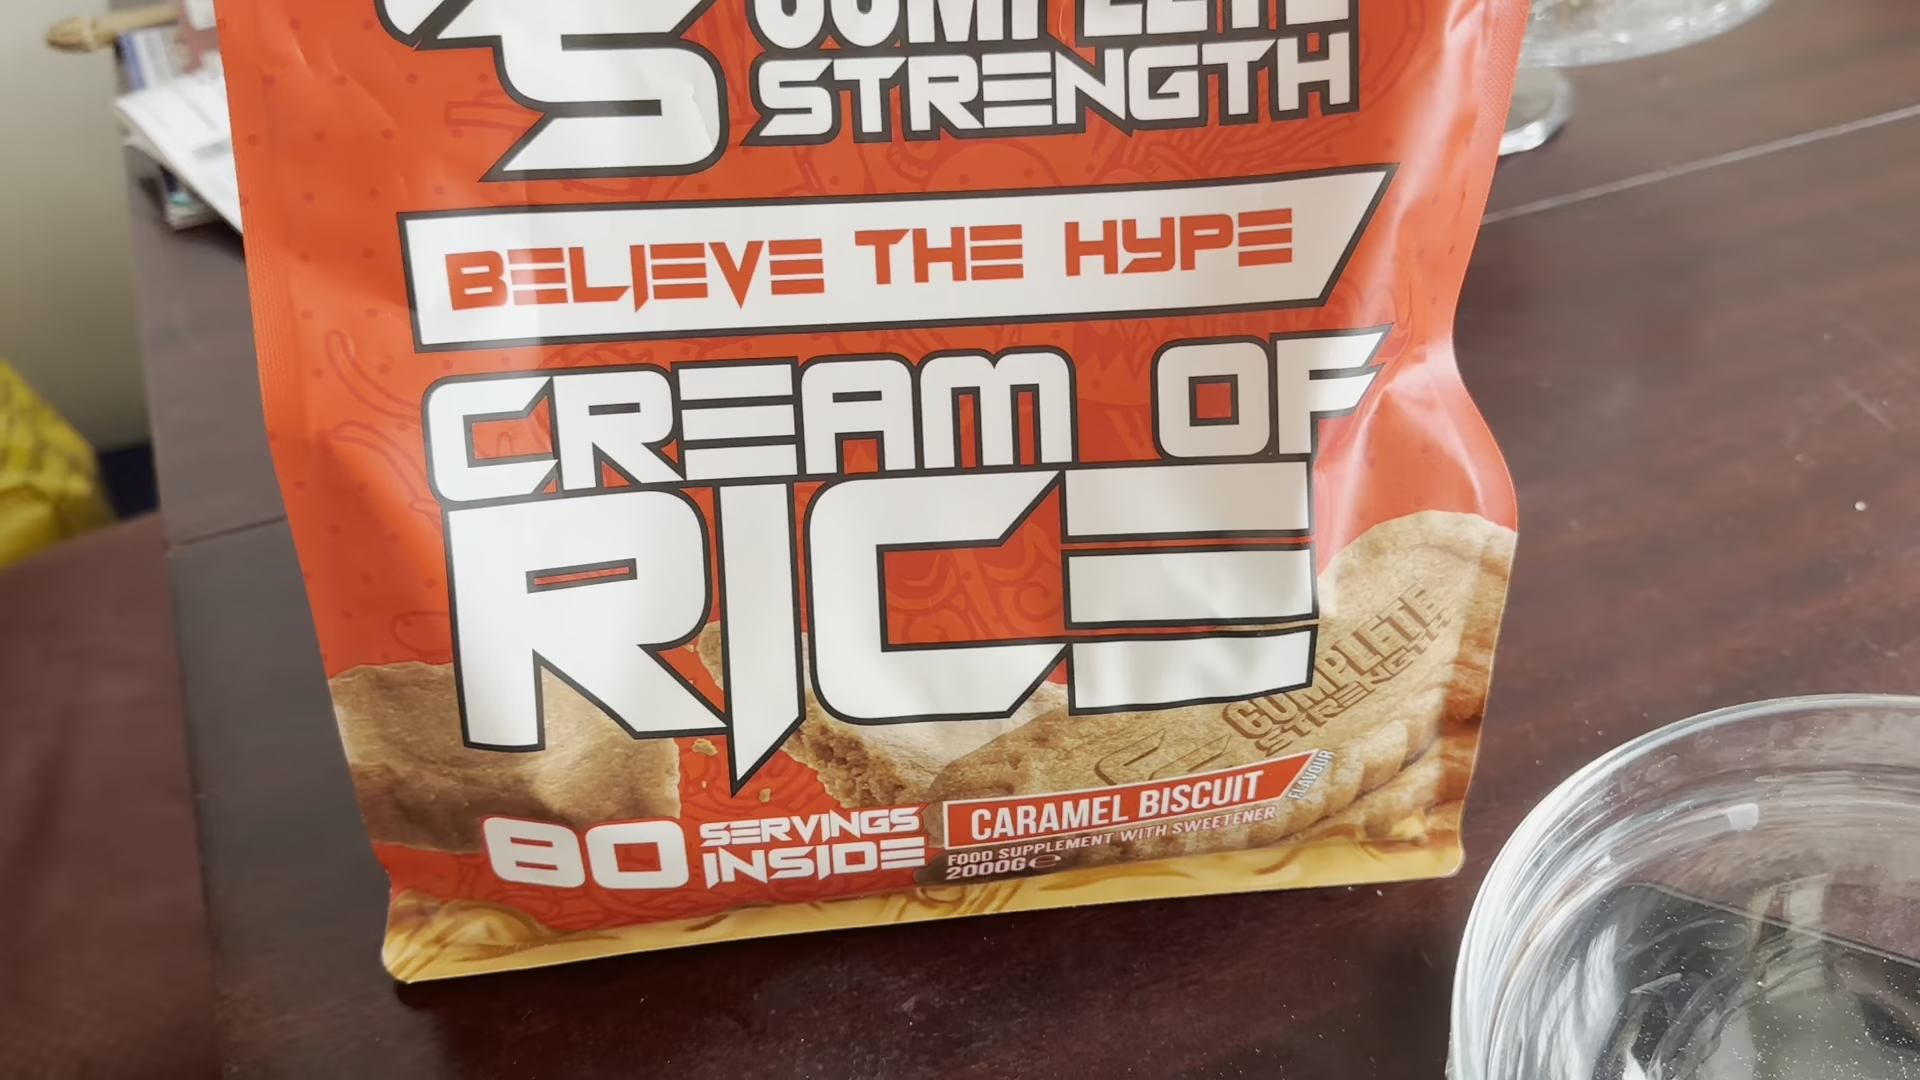 COMPLETE
STRENGTH
BELIEVE THE HYPE
CREAM OF
RICE
COMPLETE
STRENGTH
80 SERVINGS
INSIDE
CARAMEL BISCUIT
FLAVOUR
FOOD SUPPLEMENT WITH SWEETENER
2000G℮